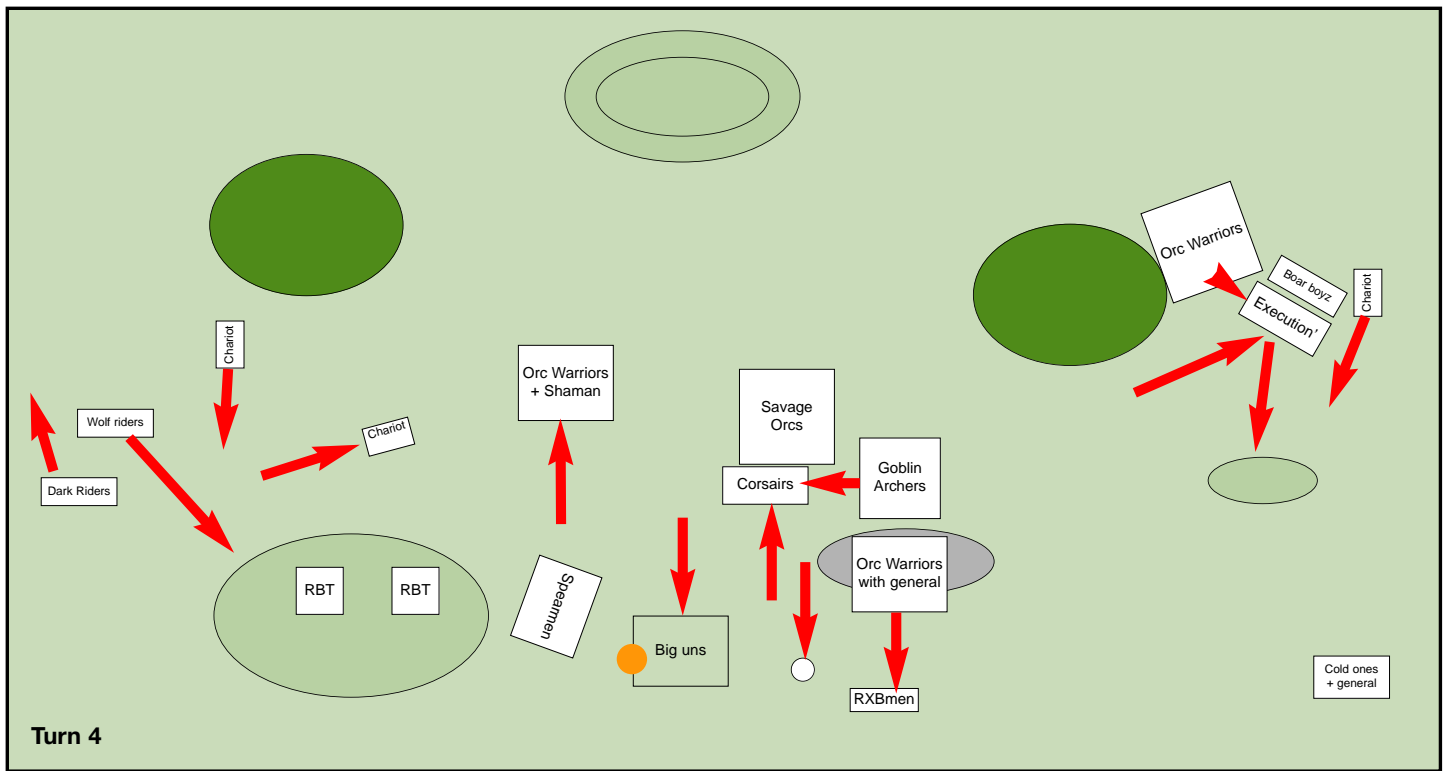 Orc Warriors
Boar boyz
Chariot
Execution'
Chariot
Orc Warriors
+ Shaman
Savage
Orcs
Wolf riders
Chariot
Goblin
Archers
Corsairs
Dark Riders
Orc Warriors
with general
RBT
RBT
Spearmen
Big uns
Cold ones
+ general
RXBmen
Turn 4